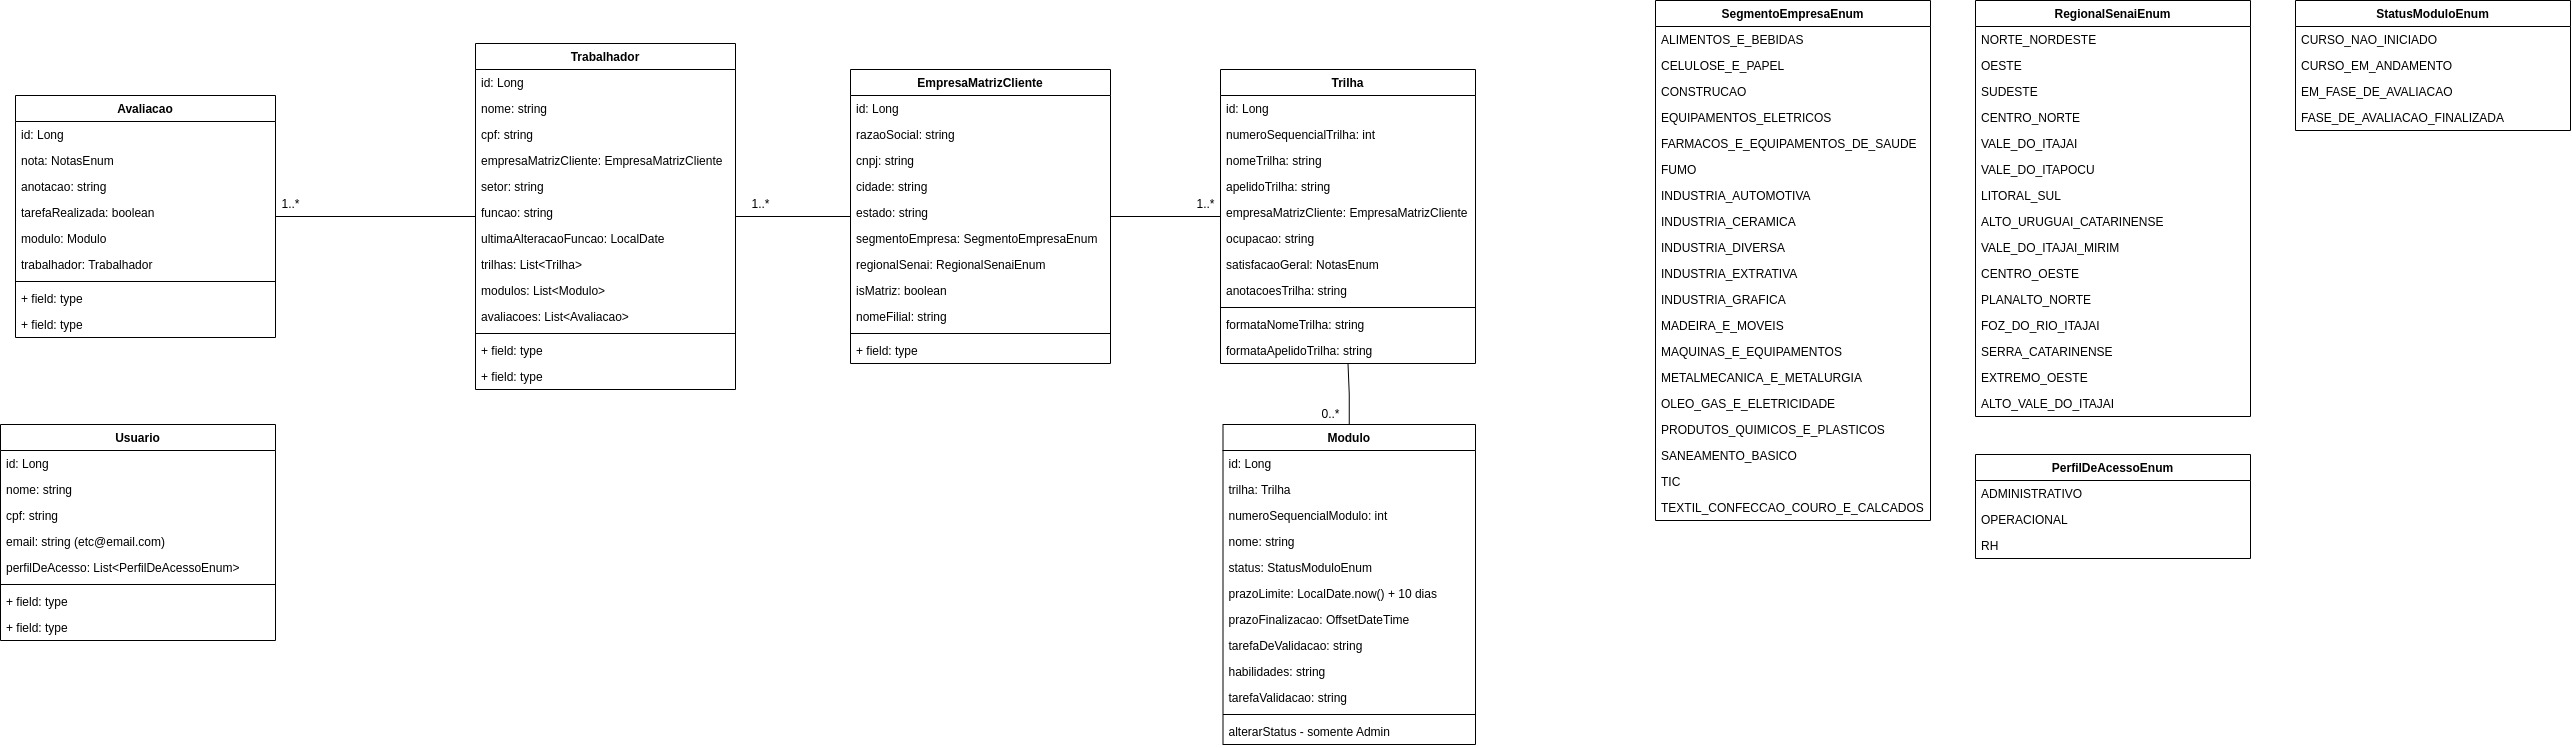 Avaliacao
id: Long
nota: NotasEnum
anotacao: string
tarefaRealizada: boolean
modulo: Modulo
trabalhador: Trabalhador
+ field: type
+ field: type
1..*
Trabalhador
id: Long
nome: string
cpf: string
empresaMatrizCliente: EmpresaMatrizCliente
setor: string
funcao: string
ultimaAlteracaoFuncao: LocalDate
trilhas: List<Trilha>
modulos: List<Modulo>
avaliacoes: List<Avaliacao>
+ field: type
+ field: type
1..*
EmpresaMatrizCliente
id: Long
razaoSocial: string
cnpj: string
cidade: string
estado: string
segmentoEmpresa: SegmentoEmpresaEnum
regionalSenai: RegionalSenaiEnum
isMatriz: boolean
nomeFilial: string
+ field: type
1..*
Trilha
id: Long
numeroSequencialTrilha: int
nomeTrilha: string
apelidoTrilha: string
empresaMatrizCliente: EmpresaMatrizCliente
ocupacao: string
satisfacaoGeral: NotasEnum
anotacoesTrilha: string
formataNomeTrilha: string
formataApelidoTrilha: string
0..*
Usuario
id: Long
nome: string
cpf: string
email: string (etc@email.com)
perfilDeAcesso: List<PerfilDeAcessoEnum>
+ field: type
+ field: type
Modulo
id: Long
trilha: Trilha
numeroSequencialModulo: int
nome: string
status: StatusModuloEnum
prazoLimite: LocalDate.now() + 10 dias
prazoFinalizacao: OffsetDateTime
tarefaDeValidacao: string
habilidades: string
tarefaValidacao: string
alterarStatus - somente Admin
SegmentoEmpresaEnum
ALIMENTOS_E_BEBIDAS
CELULOSE_E_PAPEL
CONSTRUCAO
EQUIPAMENTOS_ELETRICOS
FARMACOS_E_EQUIPAMENTOS_DE_SAUDE
FUMO
INDUSTRIA_AUTOMOTIVA
INDUSTRIA_CERAMICA
INDUSTRIA_DIVERSA
INDUSTRIA_EXTRATIVA
INDUSTRIA_GRAFICA
MADEIRA_E_MOVEIS
MAQUINAS_E_EQUIPAMENTOS
METALMECANICA_E_METALURGIA
OLEO_GAS_E_ELETRICIDADE
PRODUTOS_QUIMICOS_E_PLASTICOS
SANEAMENTO_BASICO
TIC
TEXTIL_CONFECCAO_COURO_E_CALCADOS
RegionalSenaiEnum
NORTE_NORDESTE
OESTE
SUDESTE
CENTRO_NORTE
VALE_DO_ITAJAI
VALE_DO_ITAPOCU
LITORAL_SUL
ALTO_URUGUAI_CATARINENSE
VALE_DO_ITAJAI_MIRIM
CENTRO_OESTE
PLANALTO_NORTE
FOZ_DO_RIO_ITAJAI
SERRA_CATARINENSE
EXTREMO_OESTE
ALTO_VALE_DO_ITAJAI
PerfilDeAcessoEnum
ADMINISTRATIVO
OPERACIONAL
RH
StatusModuloEnum
CURSO_NAO_INICIADO
CURSO_EM_ANDAMENTO
EM_FASE_DE_AVALIACAO
FASE_DE_AVALIACAO_FINALIZADA